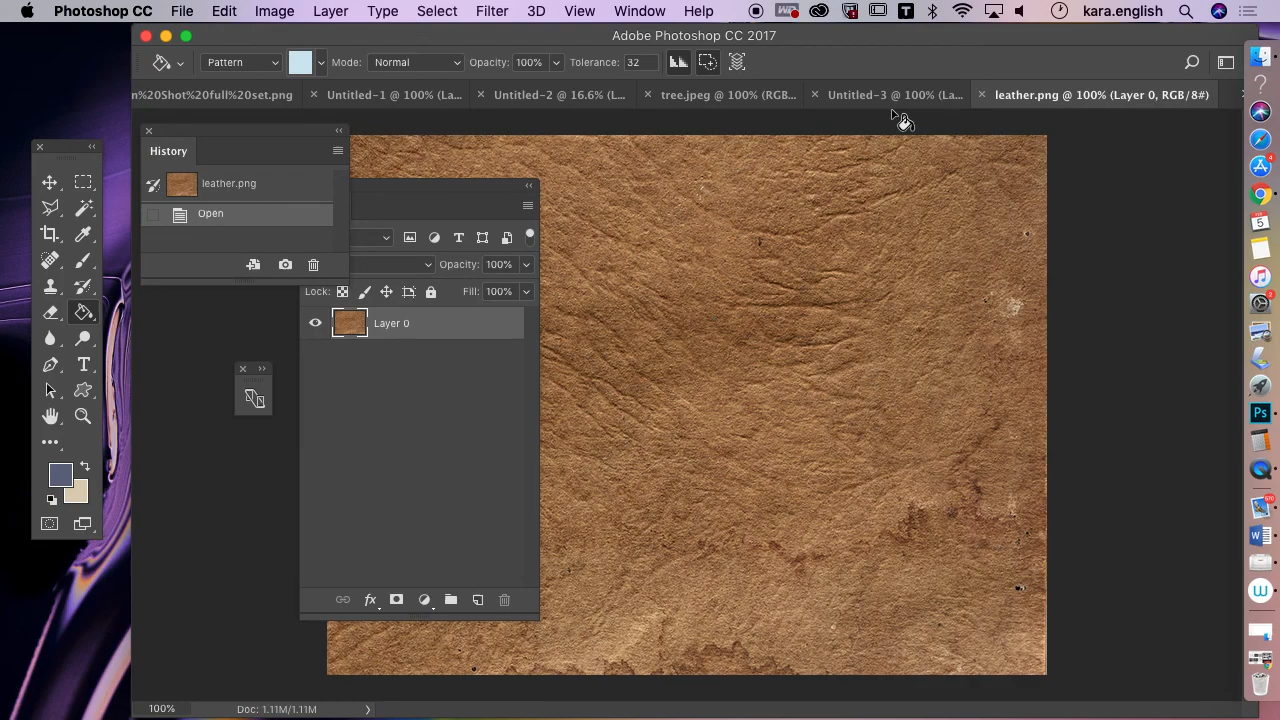 Photoshop CC File Edit Image Layer Type Select Filter 3D View Window Help kara.english
Adobe Photoshop CC 2017
Pattern Mode: Normal Opacity: 100% Tolerance: 32
n%20Shot%20full%20set.png Untitled-1 @ 100% (La... Untitled-2 @ 16.6% (L... tree.jpeg @ 100% (RGB... Untitled-3 @ 100% (La... leather.png @ 100% (Layer 0, RGB/8#)
History
leather.png
Open
Opacity: 100%
Lock: Fill: 100%
Layer 0
100% Doc: 1.11M/1.11M